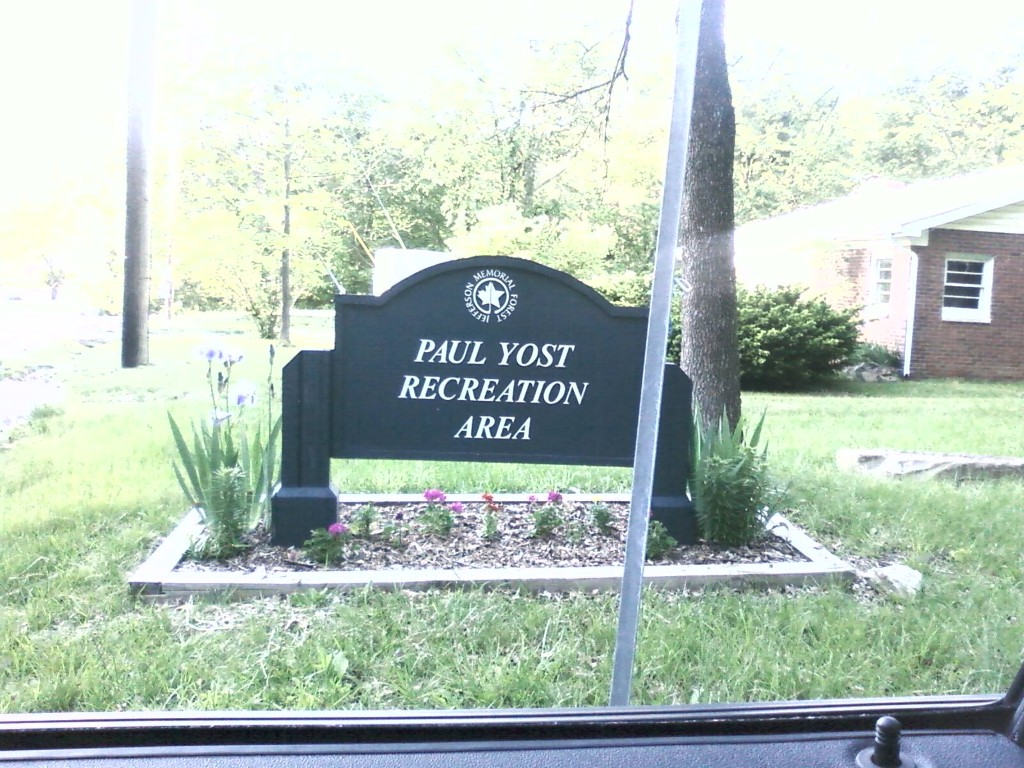 JEFFERSON MEMORIAL FOREST
PAUL YOST
RECREATION
AREA